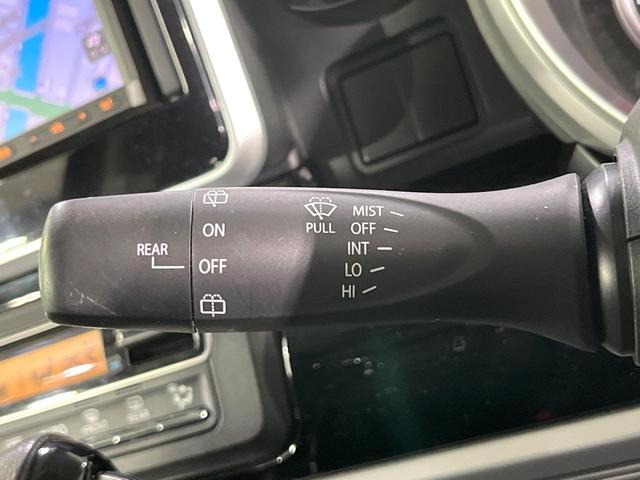 REAR
ON
OFF
PULL
MIST
OFF
INT
LO
HI